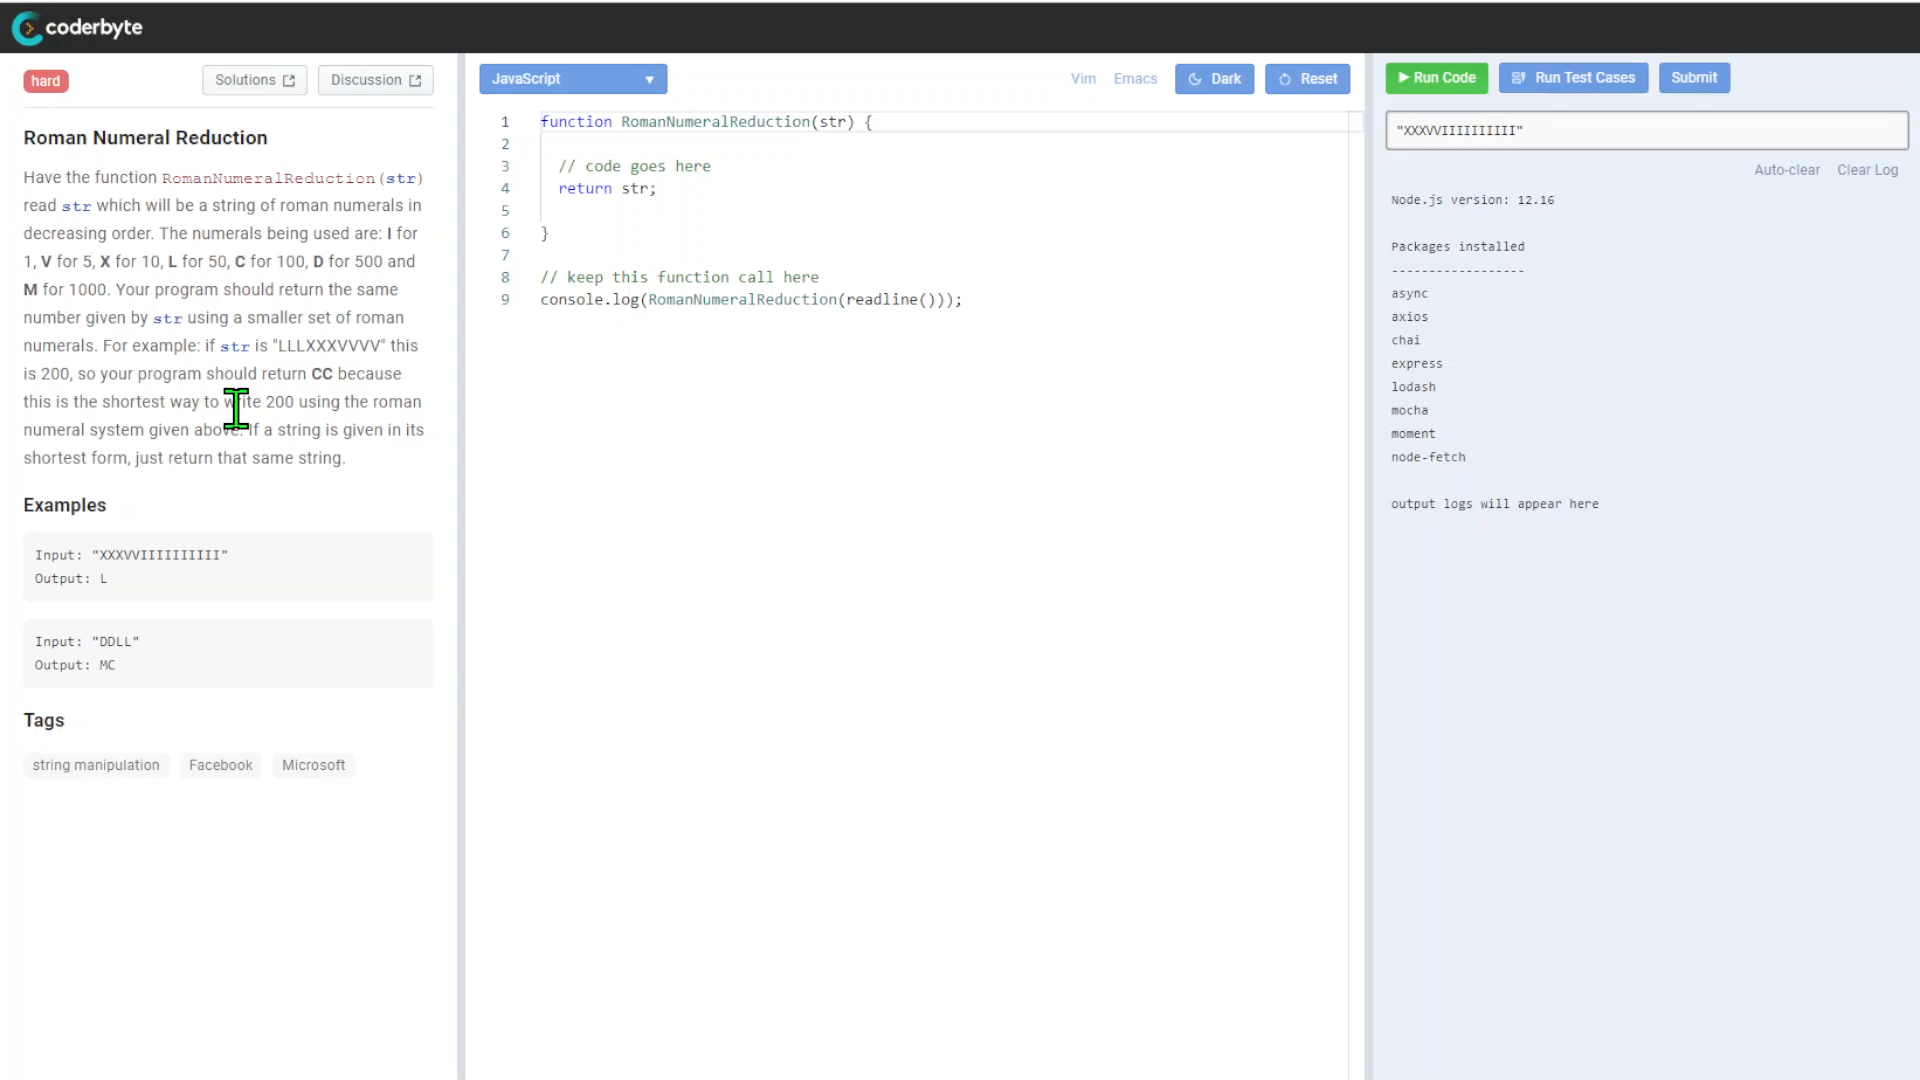 coderbyte
hard
Solutions
Discussion
Roman Numeral Reduction
Have the function RomanNumeralReduction(str)
read str which will be a string of roman numerals in
decreasing order. The numerals being used are: I for
1, V for 5, X for 10, L for 50, C for 100, D for 500 and
M for 1000. Your program should return the same
number given by str using a smaller set of roman
numerals. For example: if str is "LLLXXXVVVV" this
is 200, so your program should return CC because
this is the shortest way to write 200 using the roman
numeral system given above. If a string is given in its
shortest form, just return that same string.
Examples
Input: "XXXVVIIIIIIIIII"
Output: L
Input: "DDLL"
Output: MC
Tags
string manipulation
Facebook
Microsoft
JavaScript
Vim
Emacs
Dark
Reset
1 function RomanNumeralReduction(str) {
2
3 // code goes here
4 return str;
5
6 }
7
8 // keep this function call here
9 console.log(RomanNumeralReduction(readline()));
Run Code
Run Test Cases
Submit
"XXXVVIIIIIIIIII"
Auto-clear
Clear Log
Node.js version: 12.16
Packages installed
------------------
async
axios
chai
express
lodash
mocha
moment
node-fetch
output logs will appear here